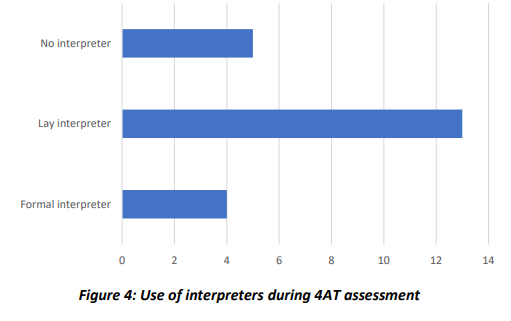 No interpreter
Lay interpreter
Formal interpreter
0 2 4 6 8 10 12 14
Figure 4: Use of interpreters during 4AT assessment